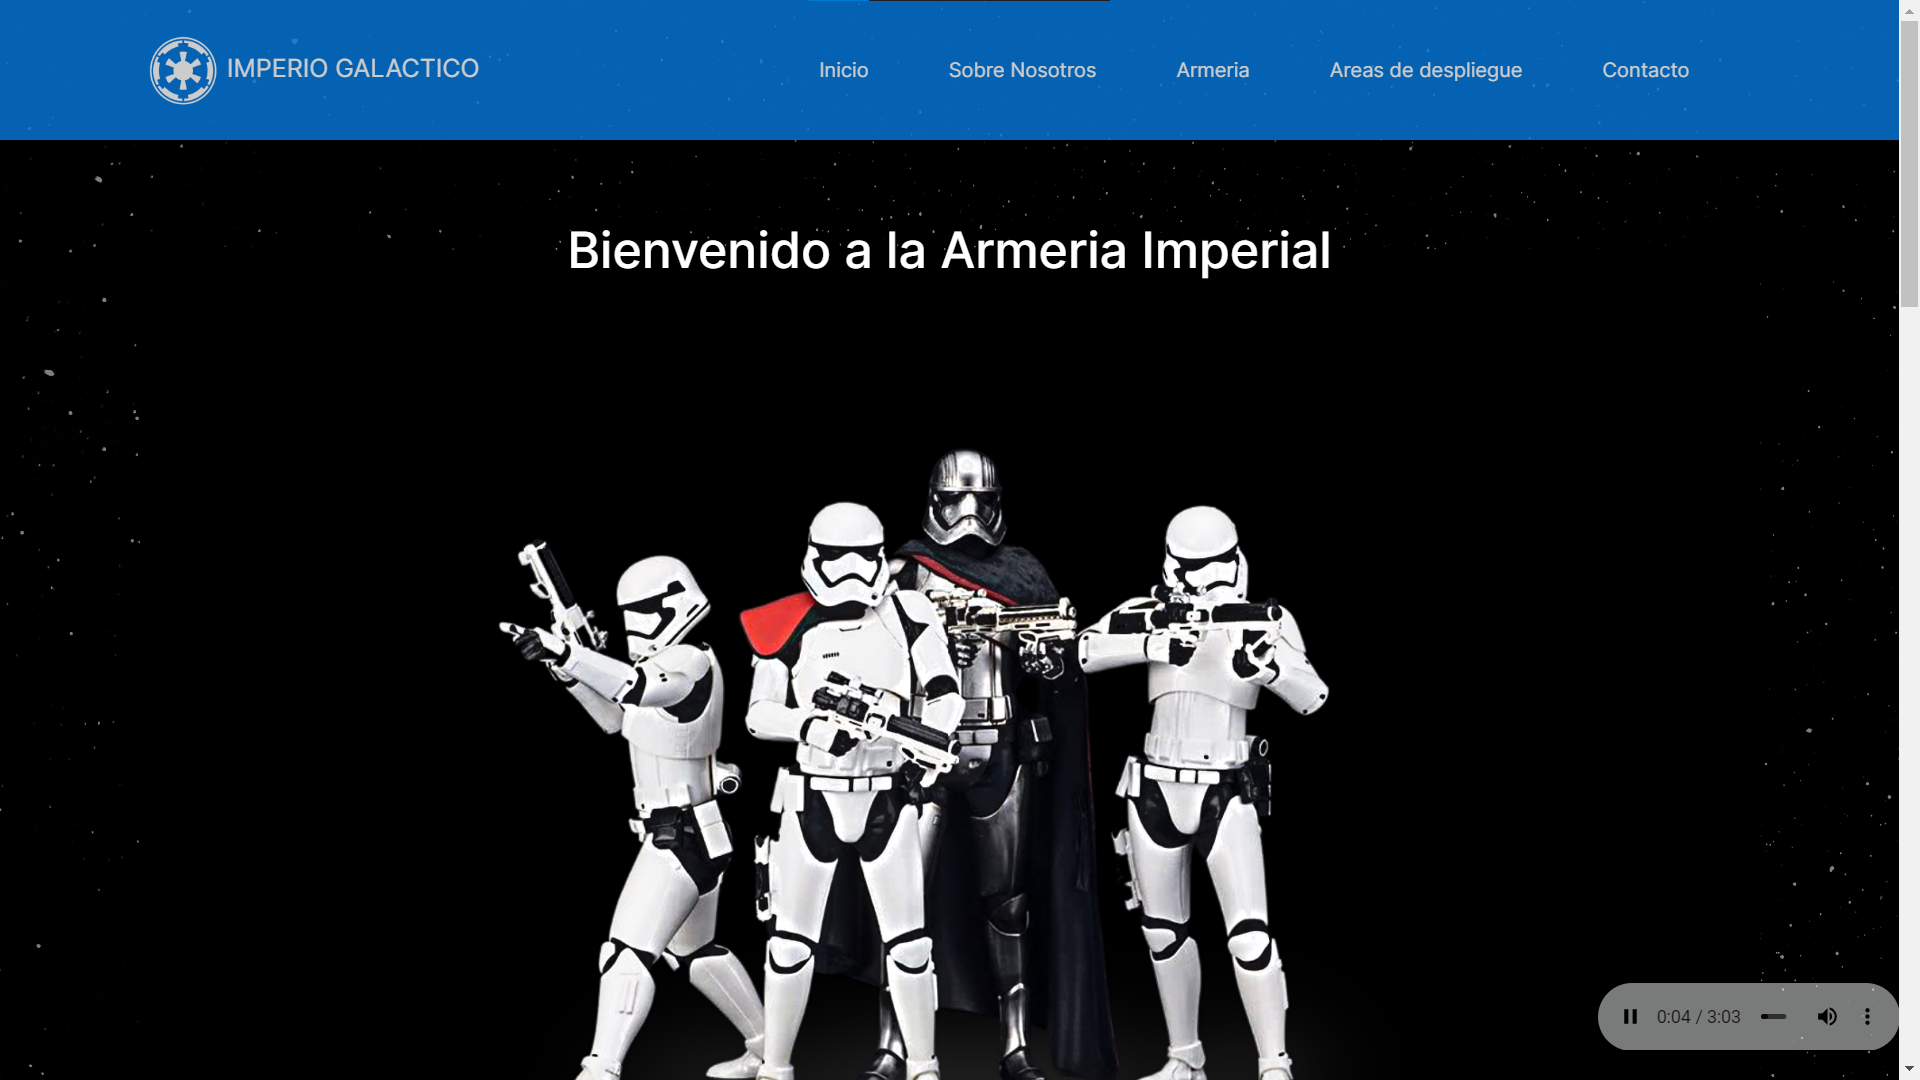 IMPERIO GALACTICO
Inicio
Sobre Nosotros
Armeria
Areas de despliegue
Contacto
Bienvenido a la Armeria Imperial
0:04 / 3:03